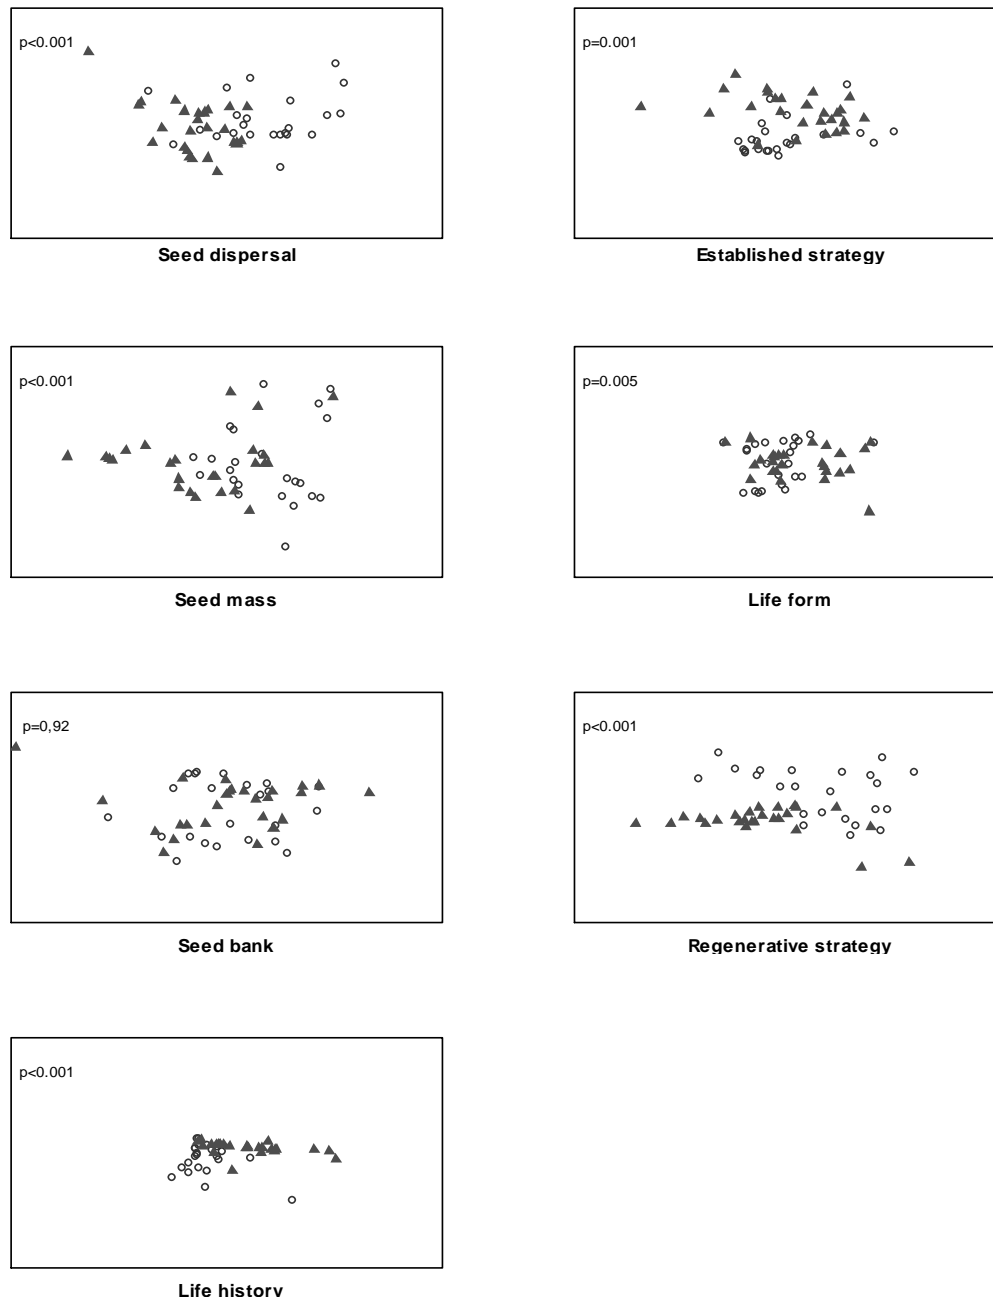 p<0.001
Seed dispersal
p=0.001
Established strategy
p<0.001
Seed mass
p=0.005
Life form
p=0,92
Seed bank
p<0.001
Regenerative strategy
p<0.001
Life history